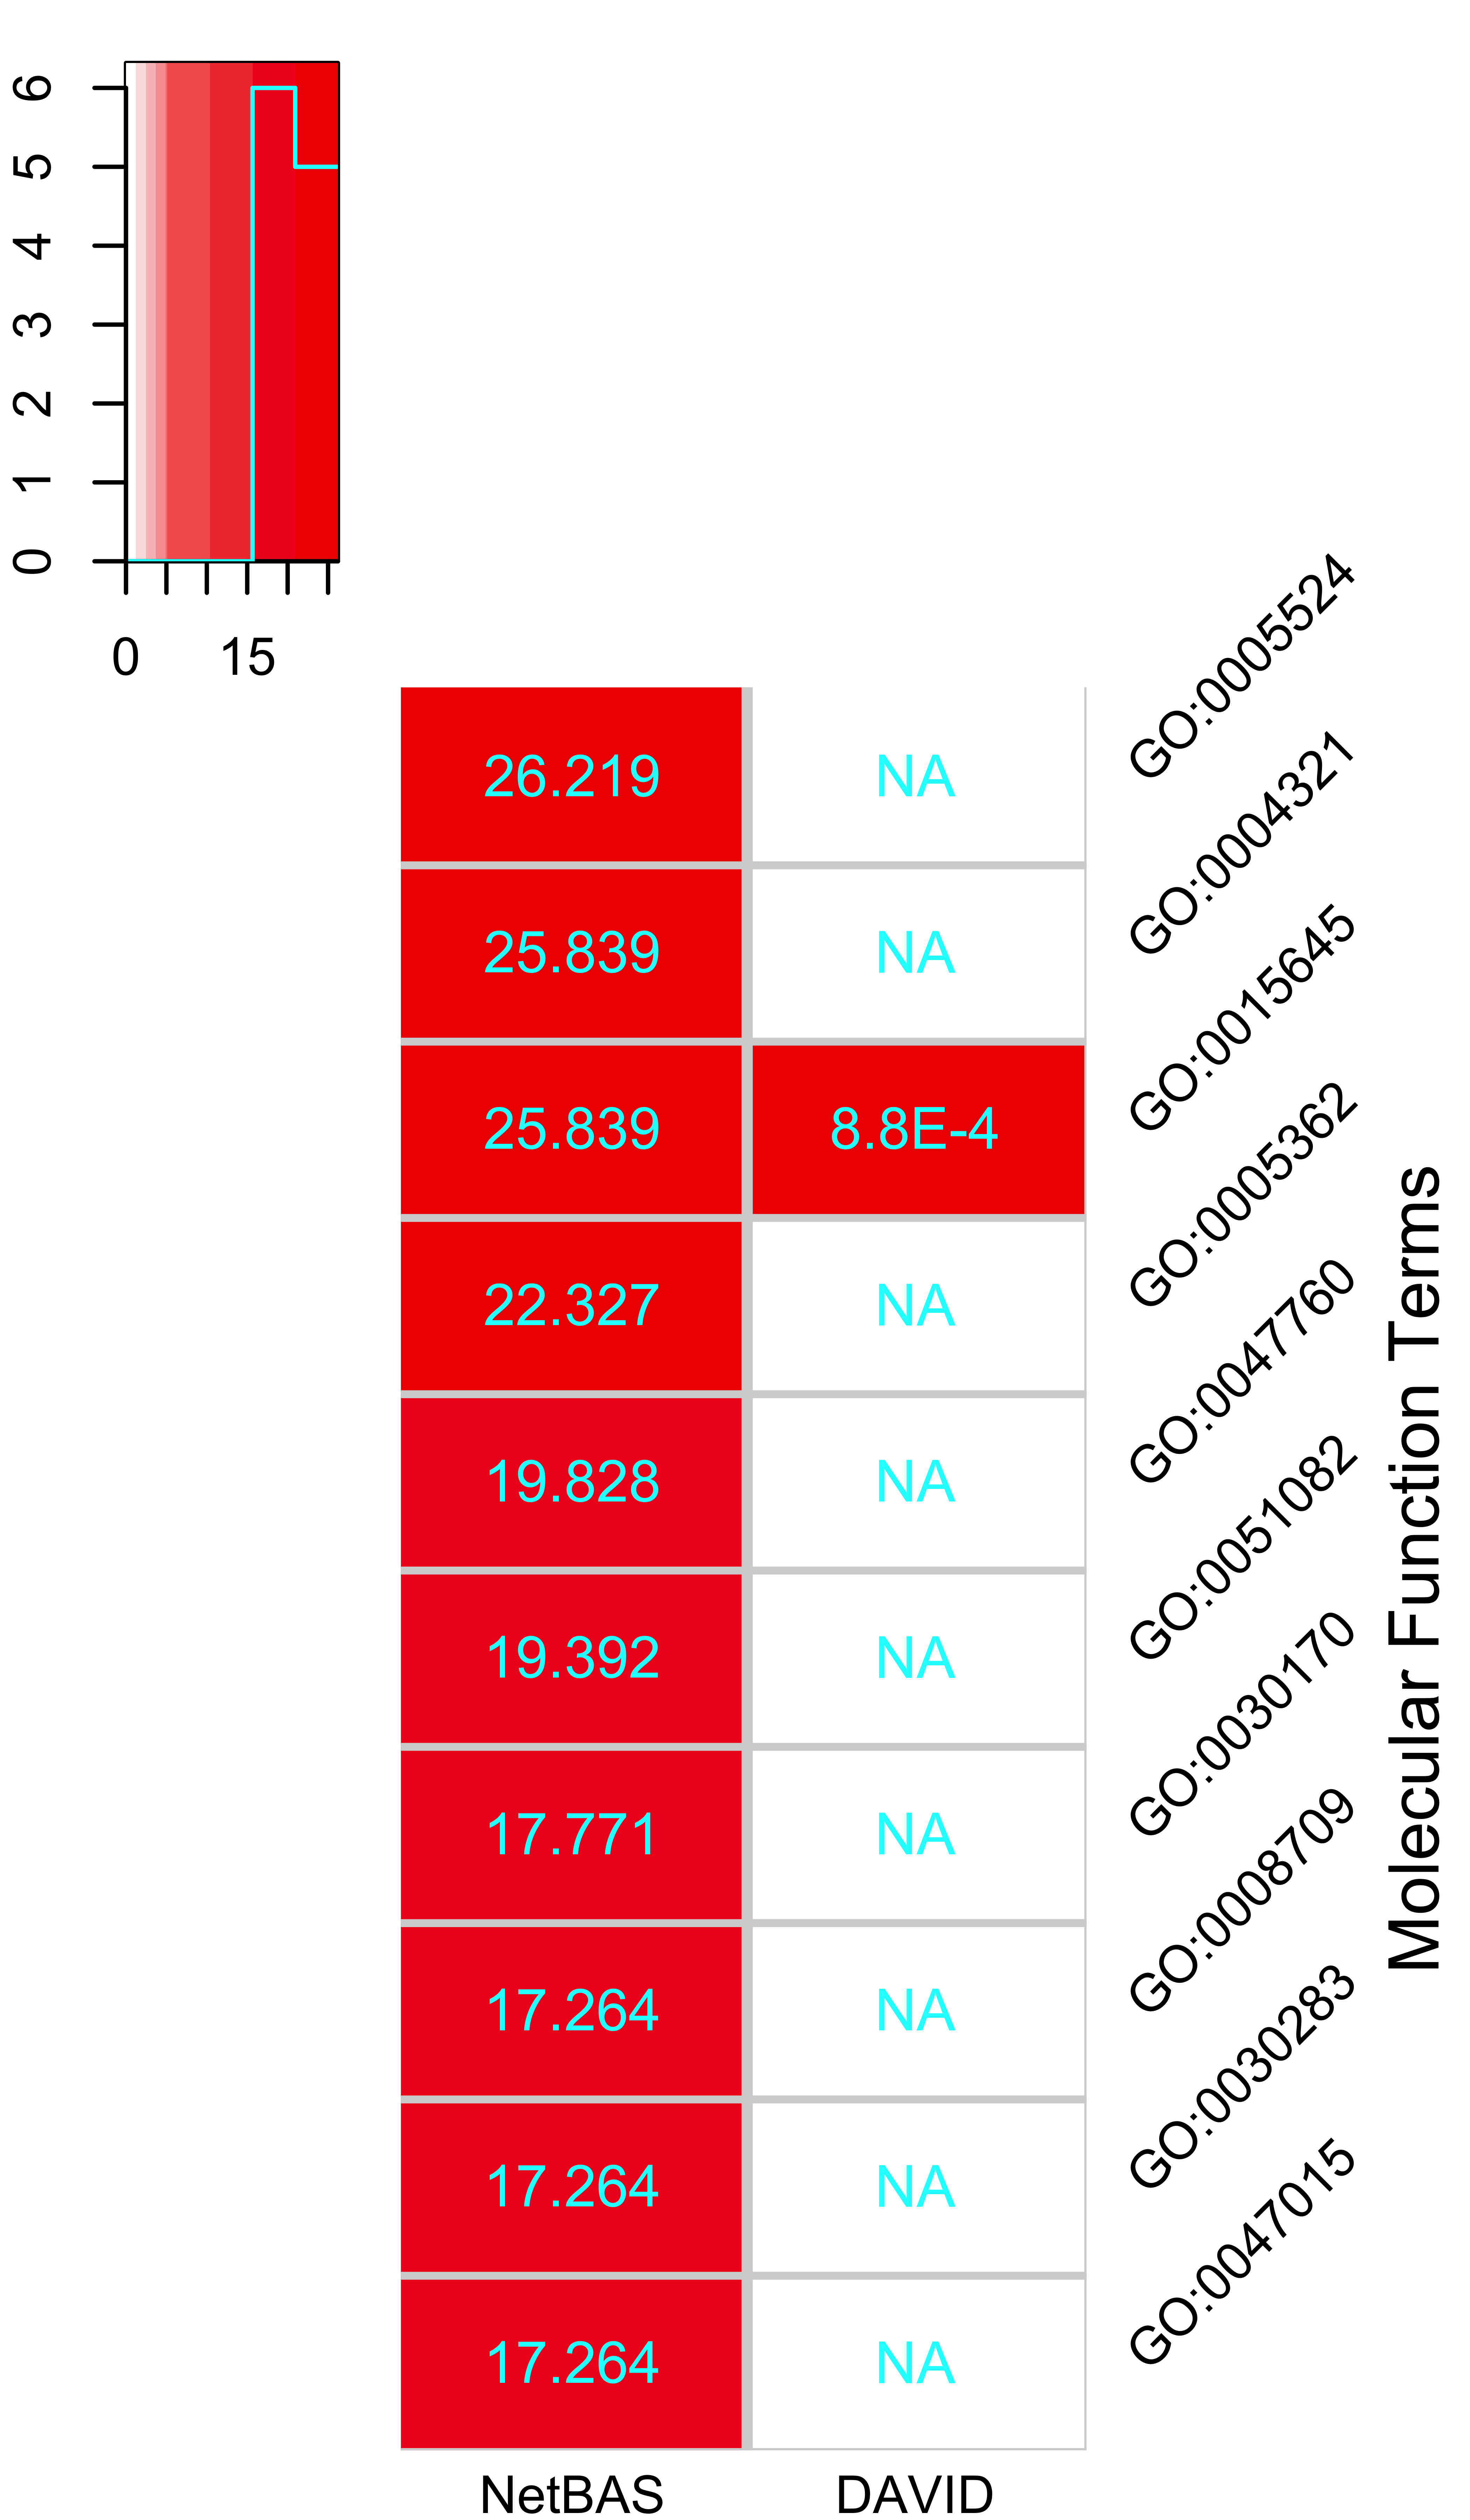 6
5
4
3
2
1
0
0 15
26.219 NA GO:0005524
25.839 NA GO:0004321
25.839 8.8E-4 GO:0015645
22.327 NA GO:0005362
19.828 NA GO:0047760
19.392 NA GO:0051082
17.771 NA GO:0030170
17.264 NA GO:0008709
17.264 NA GO:0030283
17.264 NA GO:0047015
NetBAS DAVID
Molecular Function Terms